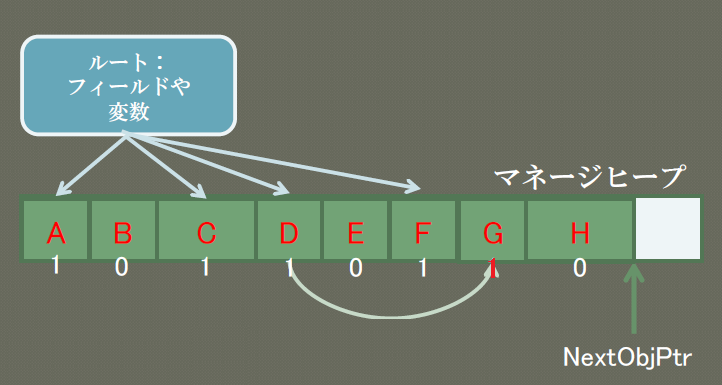 ルート：
フィールドや
変数
マネージヒープ
A B C D E F G H
1 0 1 1 0 1 1 0
NextObjPtr